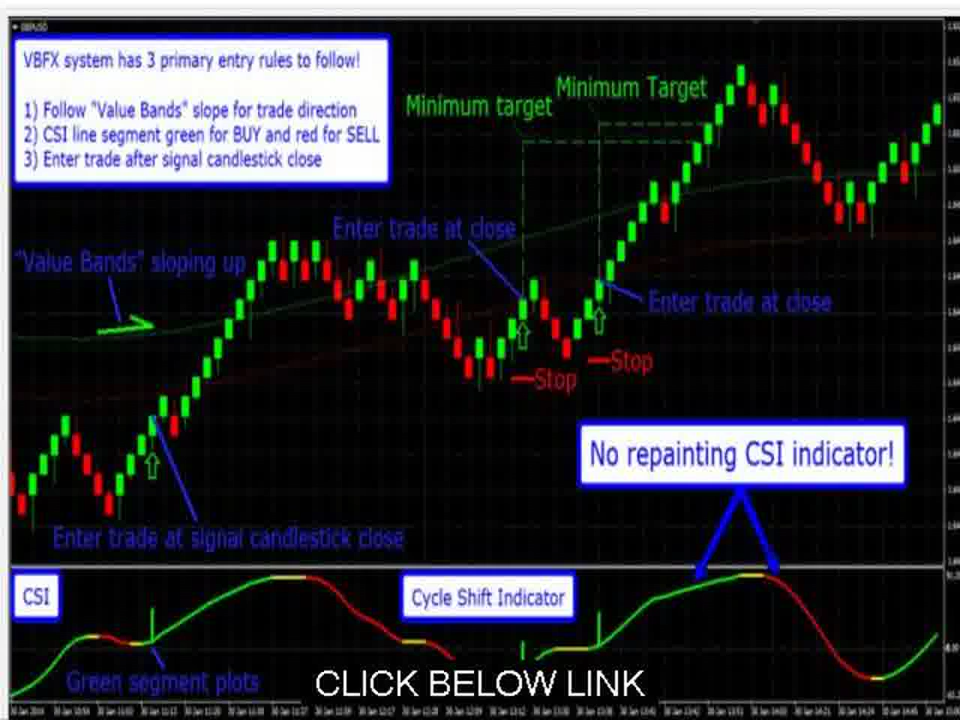 GBPUSD
VBFX system has 3 primary entry rules to follow!
1) Follow "Value Bands" slope for trade direction
2) CSI line segment green for BUY and red for SELL
3) Enter trade after signal candlestick close
Minimum target
Minimum Target
Enter trade at close
"Value Bands" sloping up
Enter trade at close
Stop
Stop
No repainting CSI indicator!
Enter trade at signal candlestick close
CSI
Cycle Shift Indicator
Green segment plots
CLICK BELOW LINK